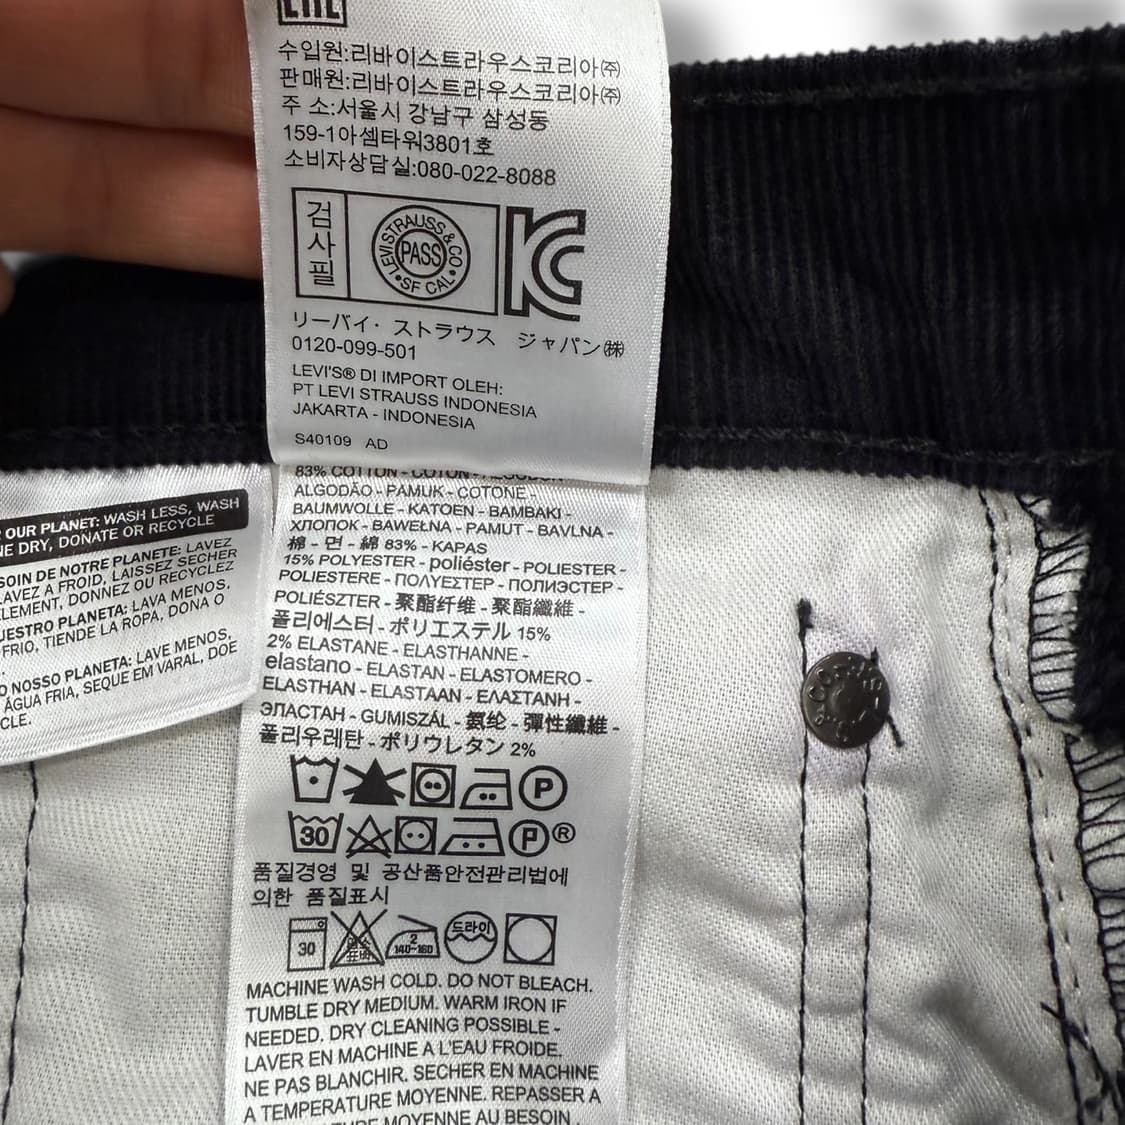 EAC
수입원:리바이스트라우스코리아㈜
판매원:리바이스트라우스코리아㈜
주 소:서울시 강남구 삼성동
159-1아셈타워3801호
소비자상담실:080-022-8088
검사필
LEVI STRAUSS & CO
PASS
SF CAL
リーバイ・ストラウス ジャパン㈱
0120-099-501
LEVI'S® DI IMPORT OLEH:
PT LEVI STRAUSS INDONESIA
JAKARTA - INDONESIA
S40109 AD
83% COTTON - COTON - ALGODON
ALGODÃO - PAMUK - COTONE -
BAUMWOLLE - KATOEN - BAMBAKI -
ХЛОПОК - BAWEŁNA - PAMUT - BAVLNA -
棉 - 면 - 綿 83% - KAPAS
15% POLYESTER - poliéster - POLIESTER -
POLIESTERE - ΠΟΛΥΕΣΤΕΡ - ПОЛИЭСТЕР -
POLIÉSZTER - 聚酯纤维 - 聚酯纖維 -
폴리에스터 - ポリエステル 15%
2% ELASTANE - ELASTHANNE -
elastano - ELASTAN - ELASTOMERO -
ELASTHAN - ELASTAAN - ΕΛΑΣΤΑΝΗ -
ЭЛАСТАН - GUMISZÁL - 氨纶 - 彈性纖維 -
폴리우레탄 - ポリウレタン 2%
P
30
P ®
품질경영 및 공산품안전관리법에
의한 품질표시
30
2
140~160
드라이
MACHINE WASH COLD. DO NOT BLEACH.
TUMBLE DRY MEDIUM. WARM IRON IF
NEEDED. DRY CLEANING POSSIBLE -
LAVER EN MACHINE A L'EAU FROIDE.
NE PAS BLANCHIR. SECHER EN MACHINE
A TEMPERATURE MOYENNE. REPASSER A
MOYENNE AU BESOIN.
OUR PLANET: WASH LESS, WASH
NE DRY, DONATE OR RECYCLE
SOIN DE NOTRE PLANETE: LAVEZ
LAVEZ A FROID, LAISSEZ SECHER
DONNEZ OU RECYCLEZ
PLANETA: LAVA MENOS,
FRIO, TIENDE LA ROPA, DONA O
O NOSSO PLANETA: LAVE MENOS,
ÁGUA FRIA, SEQUE EM VARAL, DOE